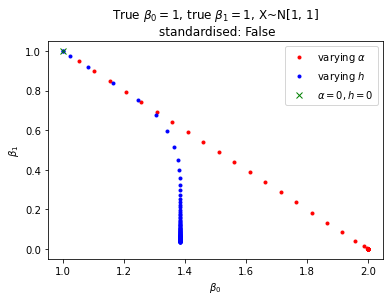 True β₀ = 1, true β₁ = 1, X~N[1, 1]
standardised: False
varying α
varying h
α = 0, h = 0
β₁
1.0
0.8
0.6
0.4
0.2
0.0
1.0 1.2 1.4 1.6 1.8 2.0
β₀